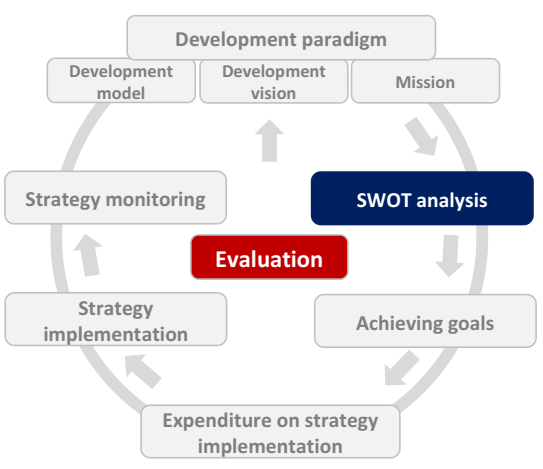 Development paradigm
Development
model
Development
vision
Mission
Strategy monitoring
SWOT analysis
Evaluation
Strategy
implementation
Achieving goals
Expenditure on strategy
implementation